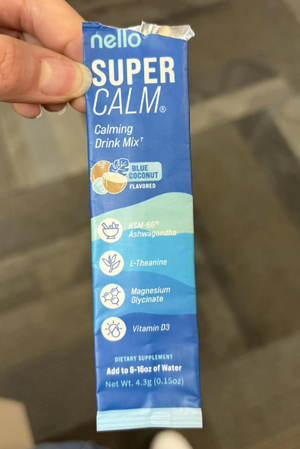 nello®
SUPER
CALM®
Calming
Drink Mix†
BLUE
COCONUT
FLAVORED
KSM-66®
Ashwagandha
L-Theanine
Magnesium
Glycinate
Vitamin D3
DIETARY SUPPLEMENT
Add to 8-16oz of Water
Net Wt. 4.3g (0.15oz)